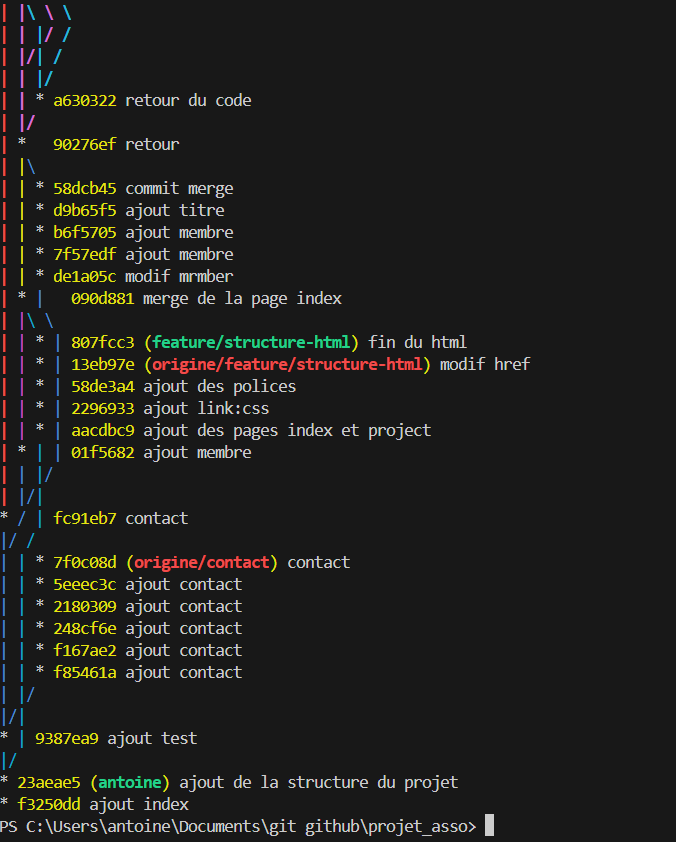 | |\ \ \
| | |/ /
| |/| /
| | |/
| | * a630322 retour du code
| |/
| *   90276ef retour
| |\
| | * 58dcb45 commit merge
| | * d9b65f5 ajout titre
| | * b6f5705 ajout membre
| | * 7f57edf ajout membre
| | * de1a05c modif mrmber
| * |   090d881 merge de la page index
| |\ \
| | * | 807fcc3 (feature/structure-html) fin du html
| | * | 13eb97e (origine/feature/structure-html) modif href
| | * | 58de3a4 ajout des polices
| | * | 2296933 ajout link:css
| | * | aacdbc9 ajout des pages index et project
| * | | 01f5682 ajout membre
| | |/
| |/|
* / | fc91eb7 contact
|/ /
| | * 7f0c08d (origine/contact) contact
| | * 5eeec3c ajout contact
| | * 2180309 ajout contact
| | * 248cf6e ajout contact
| | * f167ae2 ajout contact
| | * f85461a ajout contact
| |/
|/|
* | 9387ea9 ajout test
|/
* 23aeae5 (antoine) ajout de la structure du projet
* f3250dd ajout index
PS C:\Users\antoine\Documents\git github\projet_asso>